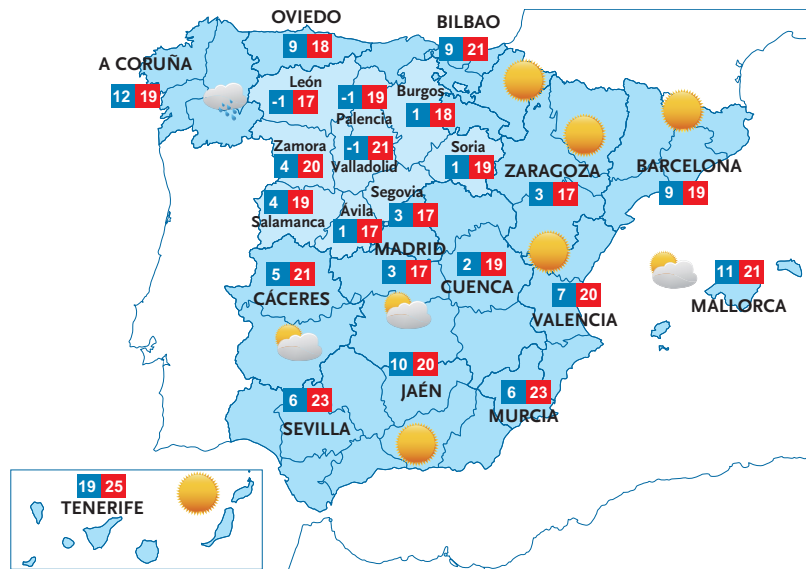 OVIEDO
9 18
BILBAO
9 21
A CORUÑA
12 19
León
-1 17
-1 19
Palencia
Burgos
1 18
Zamora
4 20
-1 21
Valladolid
Soria
1 19
ZARAGOZA
3 17
BARCELONA
9 19
4 19
Salamanca
Ávila
1 17
Segovia
3 17
MADRID
3 17
2 19
CUENCA
5 21
CÁCERES
7 20
VALENCIA
11 21
MALLORCA
10 20
JAÉN
6 23
SEVILLA
6 23
MURCIA
19 25
TENERIFE